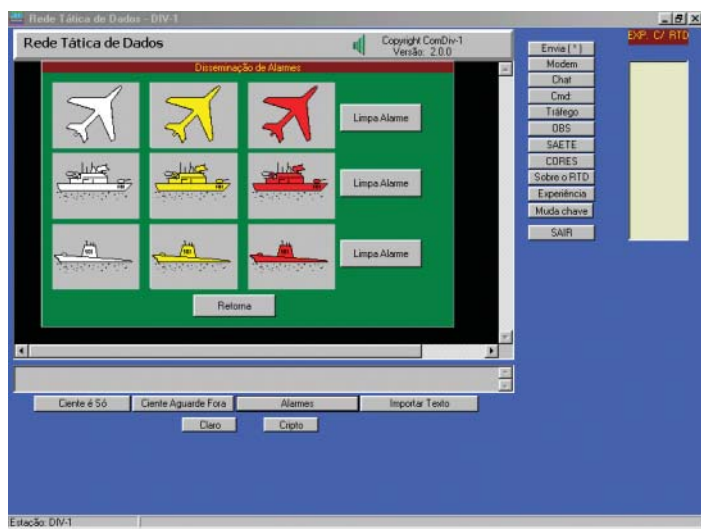 Rede Tática de Dados - DIV-1
Rede Tática de Dados
Copyright ComDiv-1
Versão: 2.0.0
EXP. C/ RTD
Disseminação de Alarmes
Limpa Alarme
Limpa Alarme
Limpa Alarme
Retorna
Envia ( * )
Modem
Chat
Cmd
Tráfego
OBS
SAETE
CORES
Sobre o RTD
Experiência
Muda chave
SAIR
Ciente é Só
Ciente Aguarde Fora
Alarmes
Importar Texto
Claro
Cripto
Estação: DIV-1